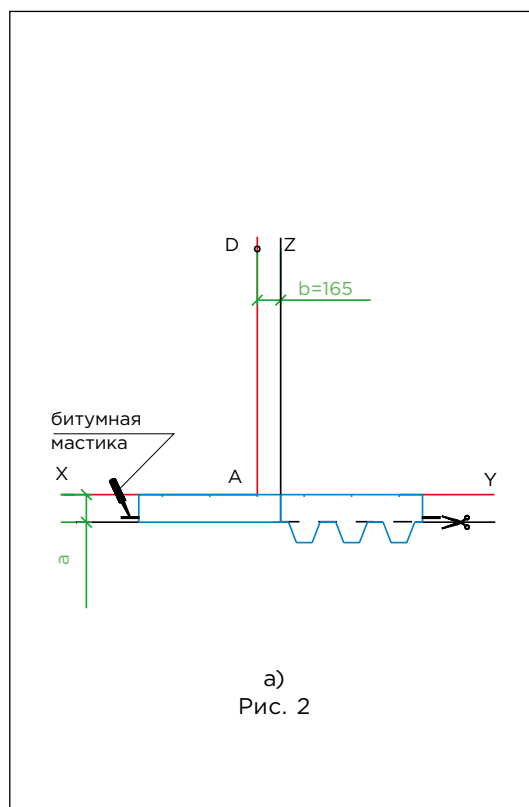 D Z
b=165
битумная
мастика
X A Y
a
а)
Рис. 2